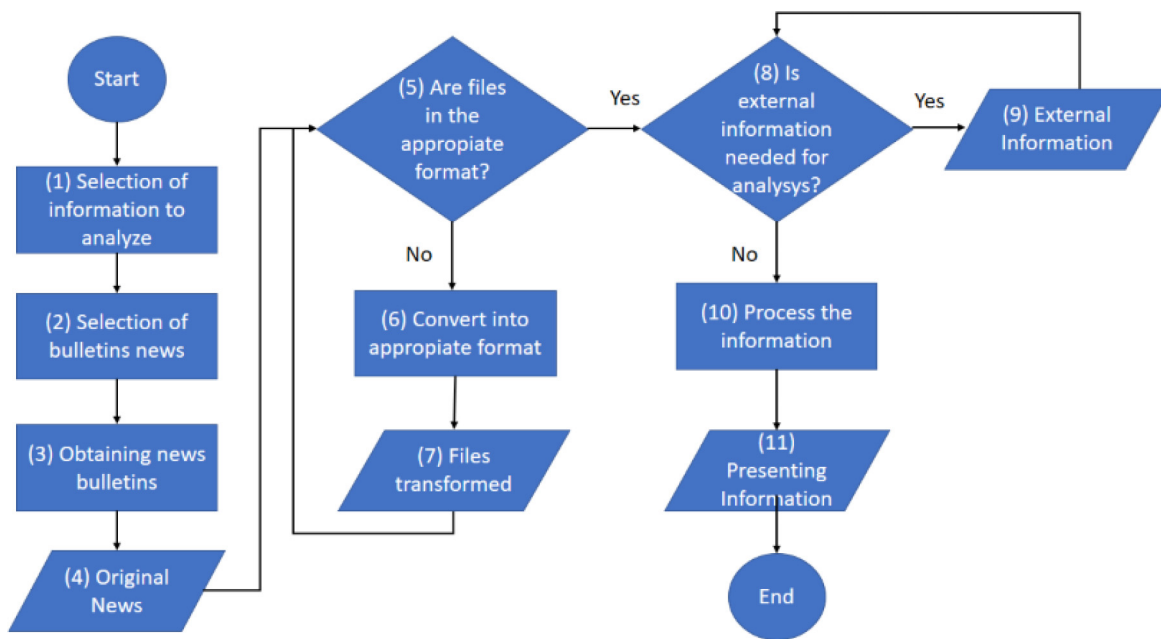 Start
(1) Selection of
information to
analyze
(2) Selection of
bulletins news
(3) Obtaining news
bulletins
(4) Original
News
(5) Are files
in the
appropiate
format?
Yes
No
(6) Convert into
appropiate format
(7) Files
transformed
(8) Is
external
information
needed for
analysys?
Yes
No
(9) External
Information
(10) Process the
information
(11)
Presenting
Information
End